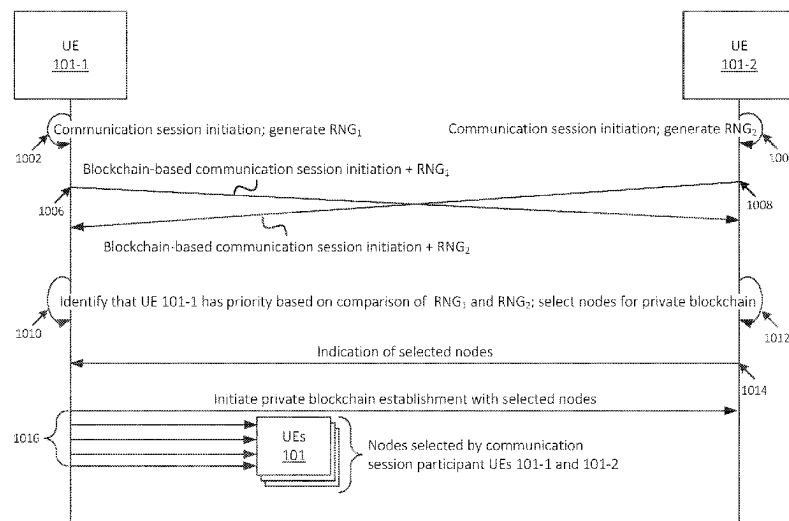 UE
101-1
UE
101-2
Communication session initiation; generate RNG₁
Communication session initiation; generate RNG₂
1002
100
Blockchain-based communication session initiation + RNG₁
1006
1008
Blockchain-based communication session initiation + RNG₂
Identify that UE 101-1 has priority based on comparison of RNG₁ and RNG₂; select nodes for private blockchain
1010
1012
Indication of selected nodes
1014
Initiate private blockchain establishment with selected nodes
1016
UEs
101
Nodes selected by communication
session participant UEs 101-1 and 101-2